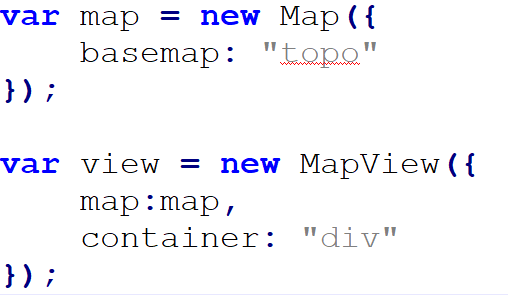 var map = new Map({
basemap: "topo"
});
var view = new MapView({
map:map,
container: "div"
});